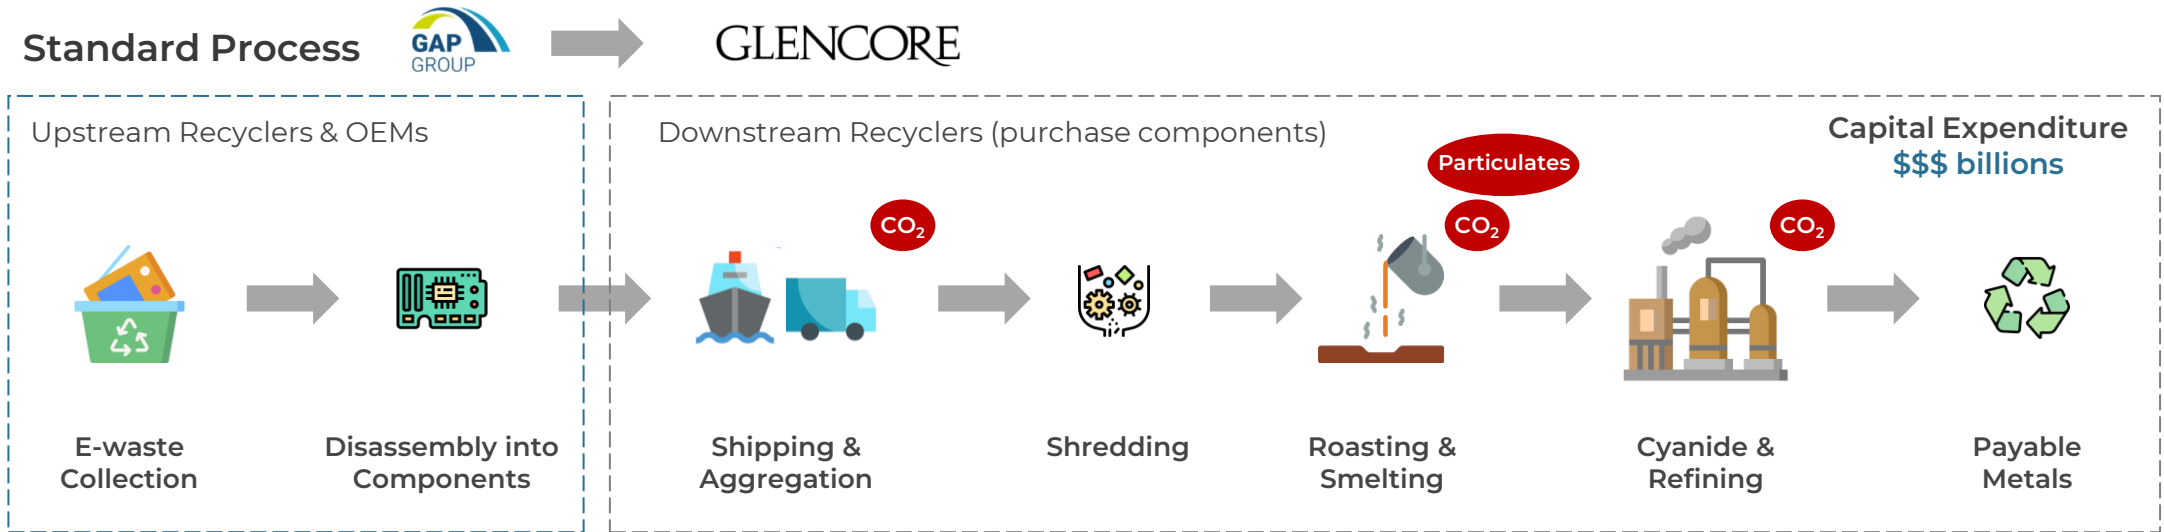 Standard Process
GAP
GROUP
GLENCORE
Upstream Recyclers & OEMs
Downstream Recyclers (purchase components)
Capital Expenditure
$$$ billions
Particulates
CO₂
CO₂
CO₂
E-waste
Collection
Disassembly into
Components
Shipping &
Aggregation
Shredding
Roasting &
Smelting
Cyanide &
Refining
Payable
Metals